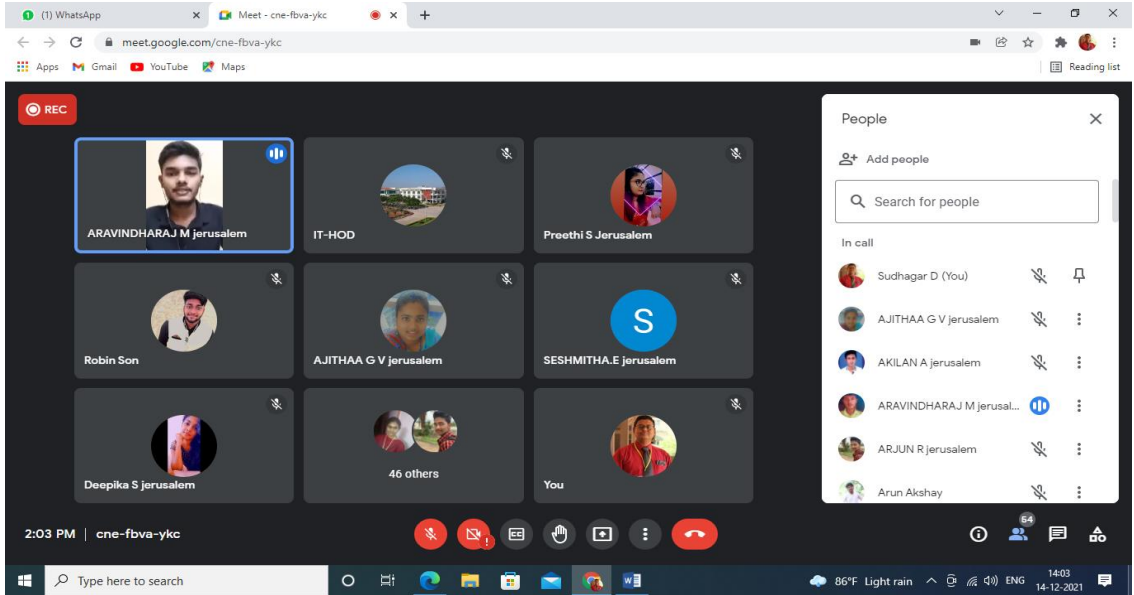 (1) WhatsApp
Meet - cne-fbva-ykc
meet.google.com/cne-fbva-ykc
Apps Gmail YouTube Maps Reading list
REC
ARAVINDHARAJ M jerusalem
IT-HOD
Preethi S Jerusalem
Robin Son
AJITHAA G V jerusalem
S
SESHMITHA.E jerusalem
Deepika S jerusalem
46 others
You
People
Add people
Search for people
In call
Sudhagar D (You)
AJITHAA G V jerusalem
AKILAN A jerusalem
ARAVINDHARAJ M jerusal...
ARJUN R jerusalem
Arun Akshay
2:03 PM | cne-fbva-ykc
CC
54
Type here to search
86°F Light rain ENG
14:03
14-12-2021